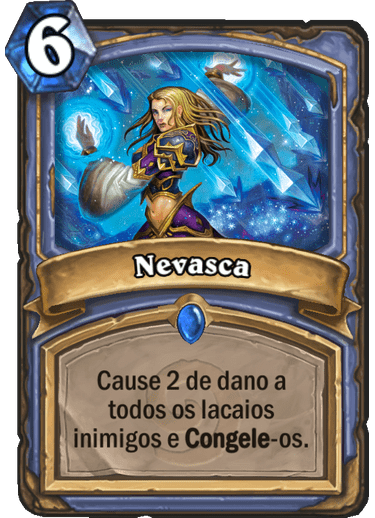 6
Nevasca
Cause 2 de dano a
todos os lacaios
inimigos e Congele-os.